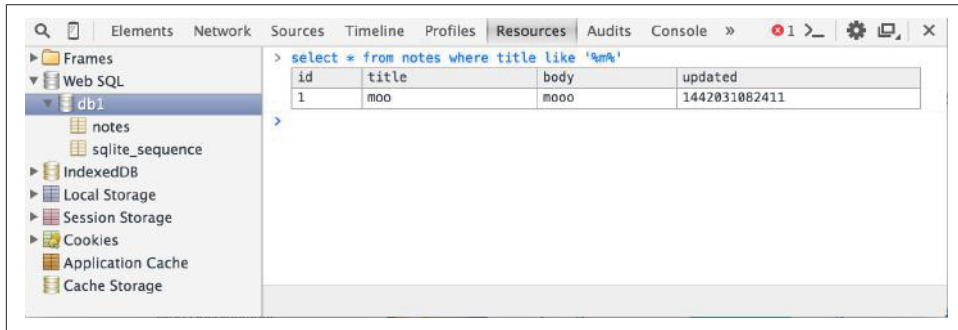 Elements Network Sources Timeline Profiles Resources Audits Console » 1
Frames
Web SQL
db1
notes
sqlite_sequence
IndexedDB
Local Storage
Session Storage
Cookies
Application Cache
Cache Storage
> select * from notes where title like '%m%'
id title body updated
1 moo mooo 1442031082411
>